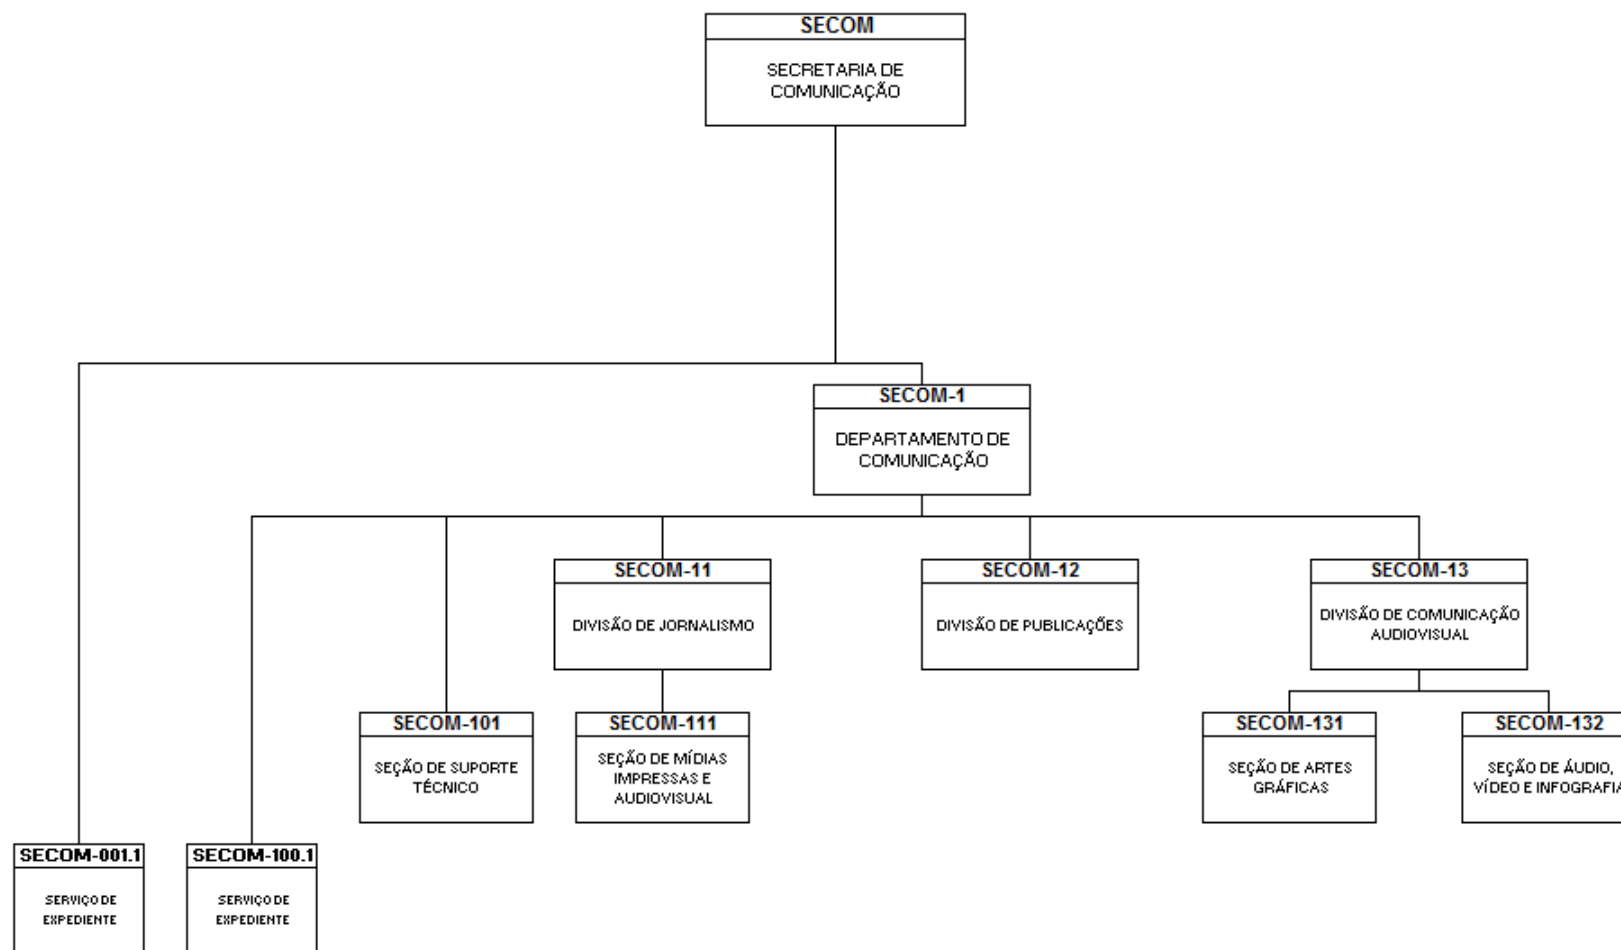 SECOM
SECRETARIA DE
COMUNICAÇÃO
SECOM-1
DEPARTAMENTO DE
COMUNICAÇÃO
SECOM-11
DIVISÃO DE JORNALISMO
SECOM-12
DIVISÃO DE PUBLICAÇÕES
SECOM-13
DIVISÃO DE COMUNICAÇÃO
AUDIOVISUAL
SECOM-101
SEÇÃO DE SUPORTE
TÉCNICO
SECOM-111
SEÇÃO DE MÍDIAS
IMPRESSAS E
AUDIOVISUAL
SECOM-131
SEÇÃO DE ARTES
GRÁFICAS
SECOM-132
SEÇÃO DE ÁUDIO,
VÍDEO E INFOGRAFIA
SECOM-001.1
SERVIÇO DE
EXPEDIENTE
SECOM-100.1
SERVIÇO DE
EXPEDIENTE